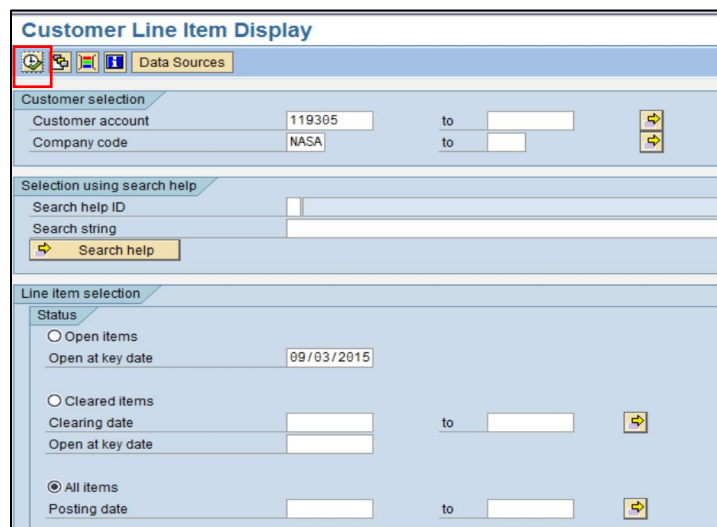 Customer Line Item Display
Data Sources
Customer selection
Customer account 119305 to
Company code NASA to
Selection using search help
Search help ID
Search string
Search help
Line item selection
Status
Open items
Open at key date 09/03/2015
Cleared items
Clearing date to
Open at key date
All items
Posting date to